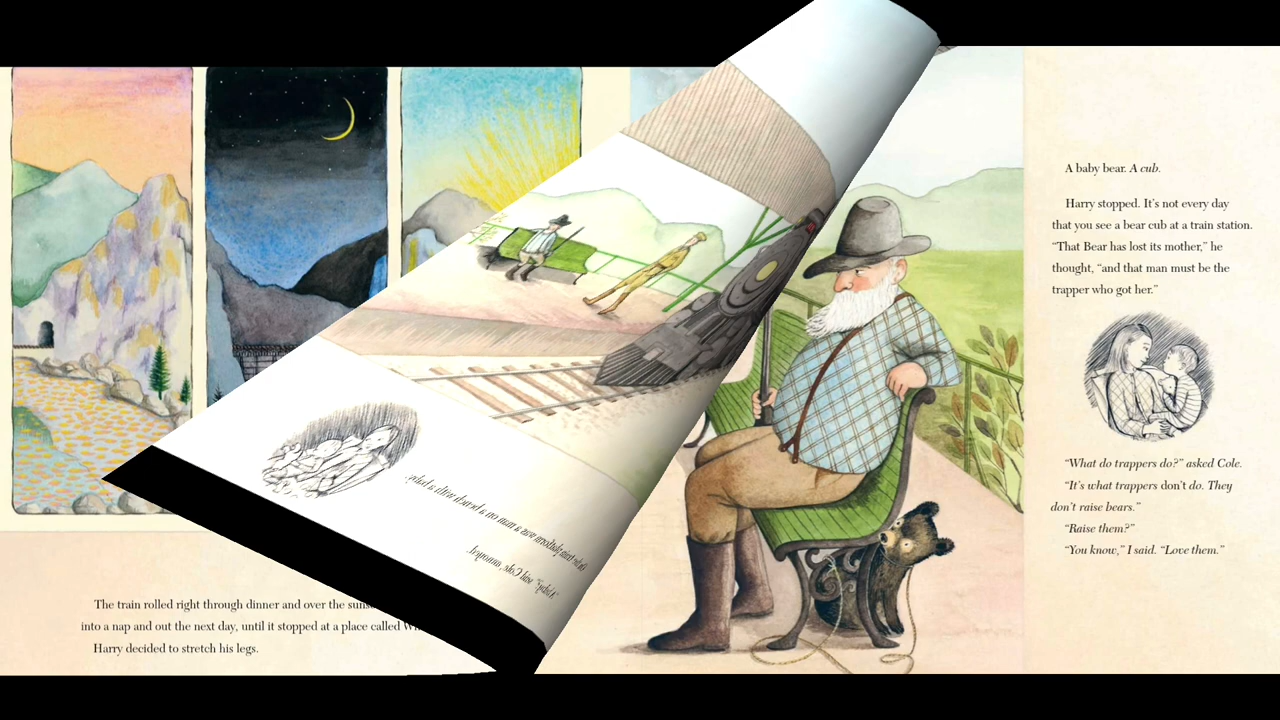 The train rolled right through dinner and over the
into a nap and out the next day, until it stopped at a place called
Harry decided to stretch his legs.
A baby bear. A cub.
Harry stopped. It's not every day
that you see a bear cub at a train station.
“That Bear has lost its mother,” he
thought, “and that man must be the
trapper who got her.”
“What do trappers do?” asked Cole.
“It's what trappers don't do. They
don't raise bears.”
“Raise them?”
“You know,” I said. “Love them.”